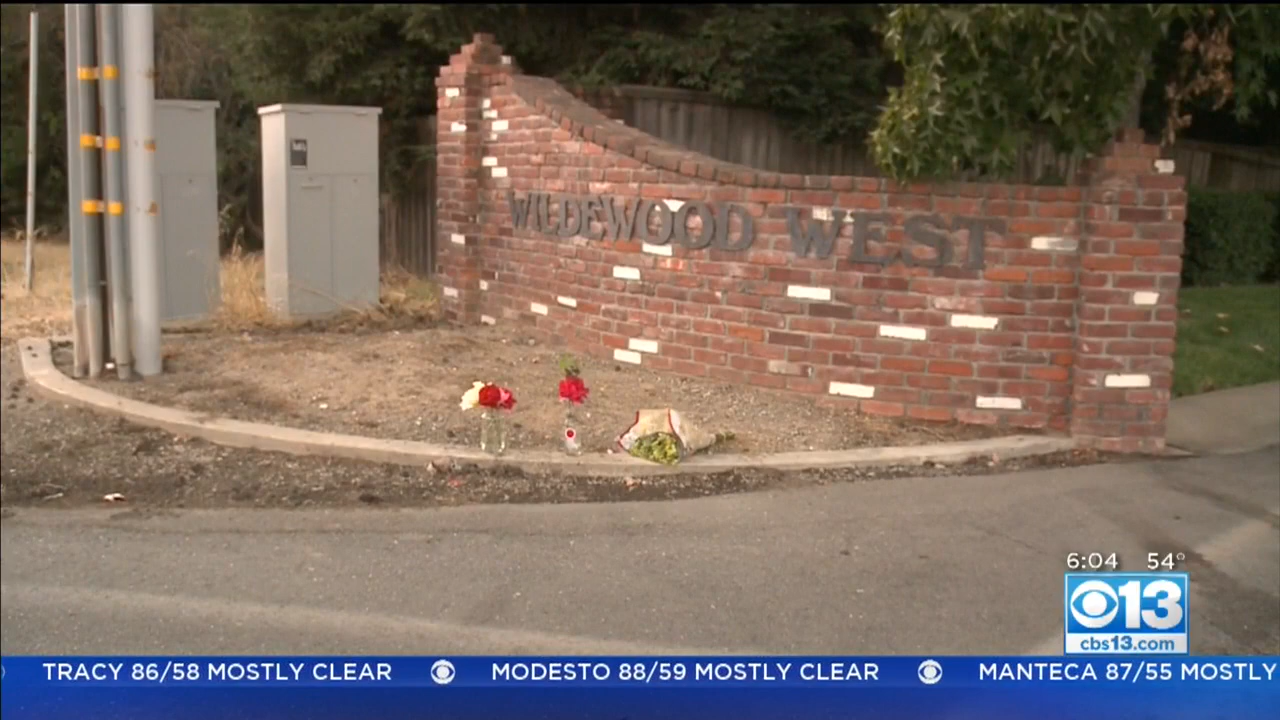 WILDEWOOD WEST
6:04 54°
13
cbs13.com
TRACY 86/58 MOSTLY CLEAR MODESTO 88/59 MOSTLY CLEAR MANTECA 87/55 MOSTLY